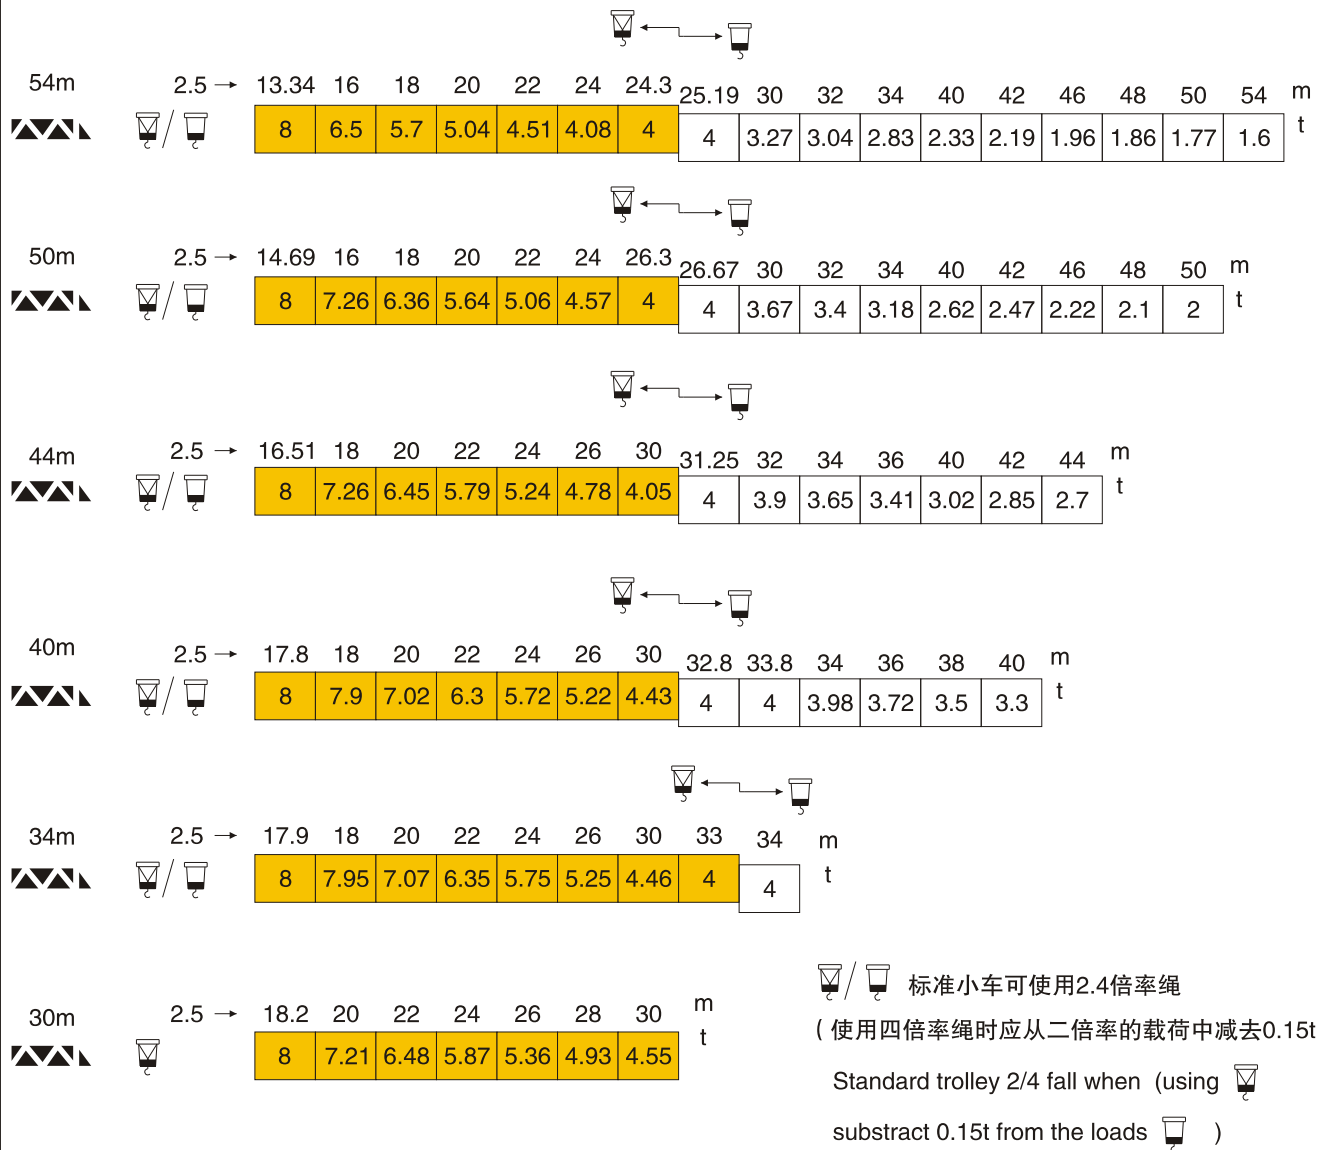 54m 2.5 13.34 16 18 20 22 24 24.3 25.19 30 32 34 40 42 46 48 50 54 m
8 6.5 5.7 5.04 4.51 4.08 4 4 3.27 3.04 2.83 2.33 2.19 1.96 1.86 1.77 1.6 t
50m 2.5 14.69 16 18 20 22 24 26.3 26.67 30 32 34 40 42 46 48 50 m
8 7.26 6.36 5.64 5.06 4.57 4 4 3.67 3.4 3.18 2.62 2.47 2.22 2.1 2 t
44m 2.5 16.51 18 20 22 24 26 30 31.25 32 34 36 40 42 44 m
8 7.26 6.45 5.79 5.24 4.78 4.05 4 3.9 3.65 3.41 3.02 2.85 2.7 t
40m 2.5 17.8 18 20 22 24 26 30 32.8 33.8 34 36 38 40 m
8 7.9 7.02 6.3 5.72 5.22 4.43 4 4 3.98 3.72 3.5 3.3 t
34m 2.5 17.9 18 20 22 24 26 30 33 34 m
8 7.95 7.07 6.35 5.75 5.25 4.46 4 4 t
30m 2.5 18.2 20 22 24 26 28 30 m
8 7.21 6.48 5.87 5.36 4.93 4.55 t
标准小车可使用2.4倍率绳
(使用四倍率绳时应从二倍率的载荷中减去0.15t
Standard trolley 2/4 fall when (using
substract 0.15t from the loads )